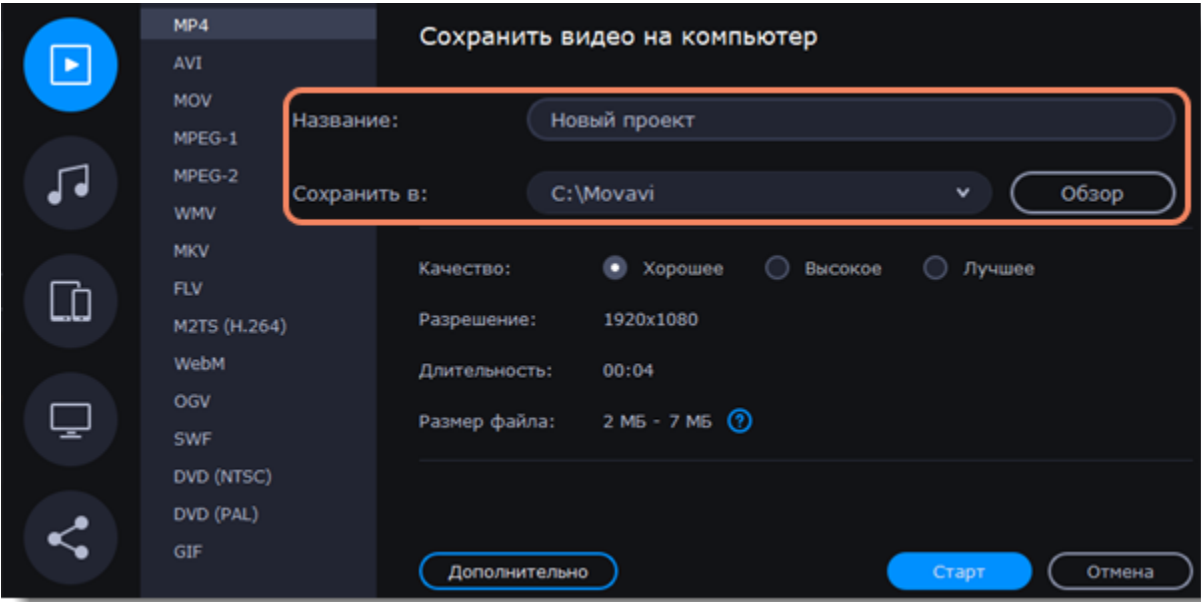 MP4
AVI
MOV
MPEG-1
MPEG-2
WMV
MKV
FLV
M2TS (H.264)
WebM
OGV
SWF
DVD (NTSC)
DVD (PAL)
GIF
Сохранить видео на компьютер
Название: Новый проект
Сохранить в: C:\Movavi Обзор
Качество: Хорошее Высокое Лучшее
Разрешение: 1920x1080
Длительность: 00:04
Размер файла: 2 МБ - 7 МБ ?
Дополнительно Старт Отмена